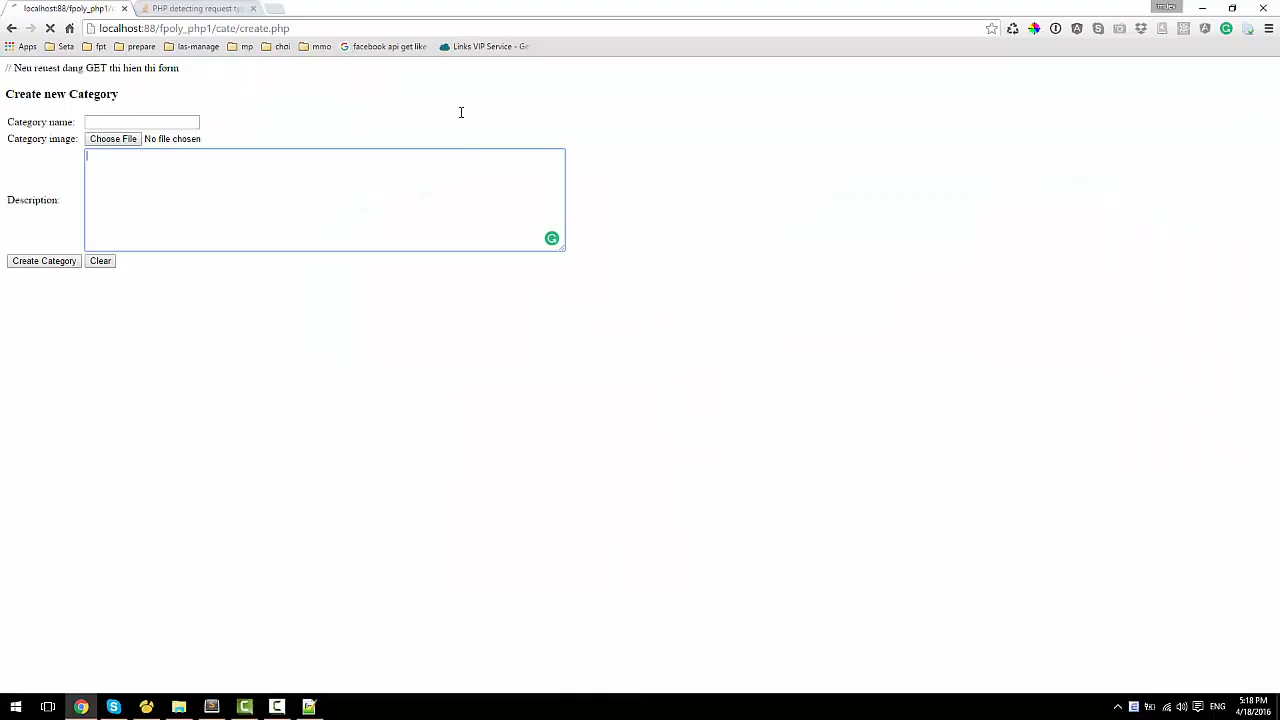 localhost:88/fpoly_php1/c
PHP detecting request typ
localhost:88/fpoly_php1/cate/create.php
Apps Seta fpt prepare las-manage mp choi mmo facebook api get like Links VIP Service - Ge
// Neu reuest dang GET thi hien thi form
Create new Category
Category name:
Category image: Choose File No file chosen
Description:
Create Category Clear
ENG
5:18 PM
4/18/2016